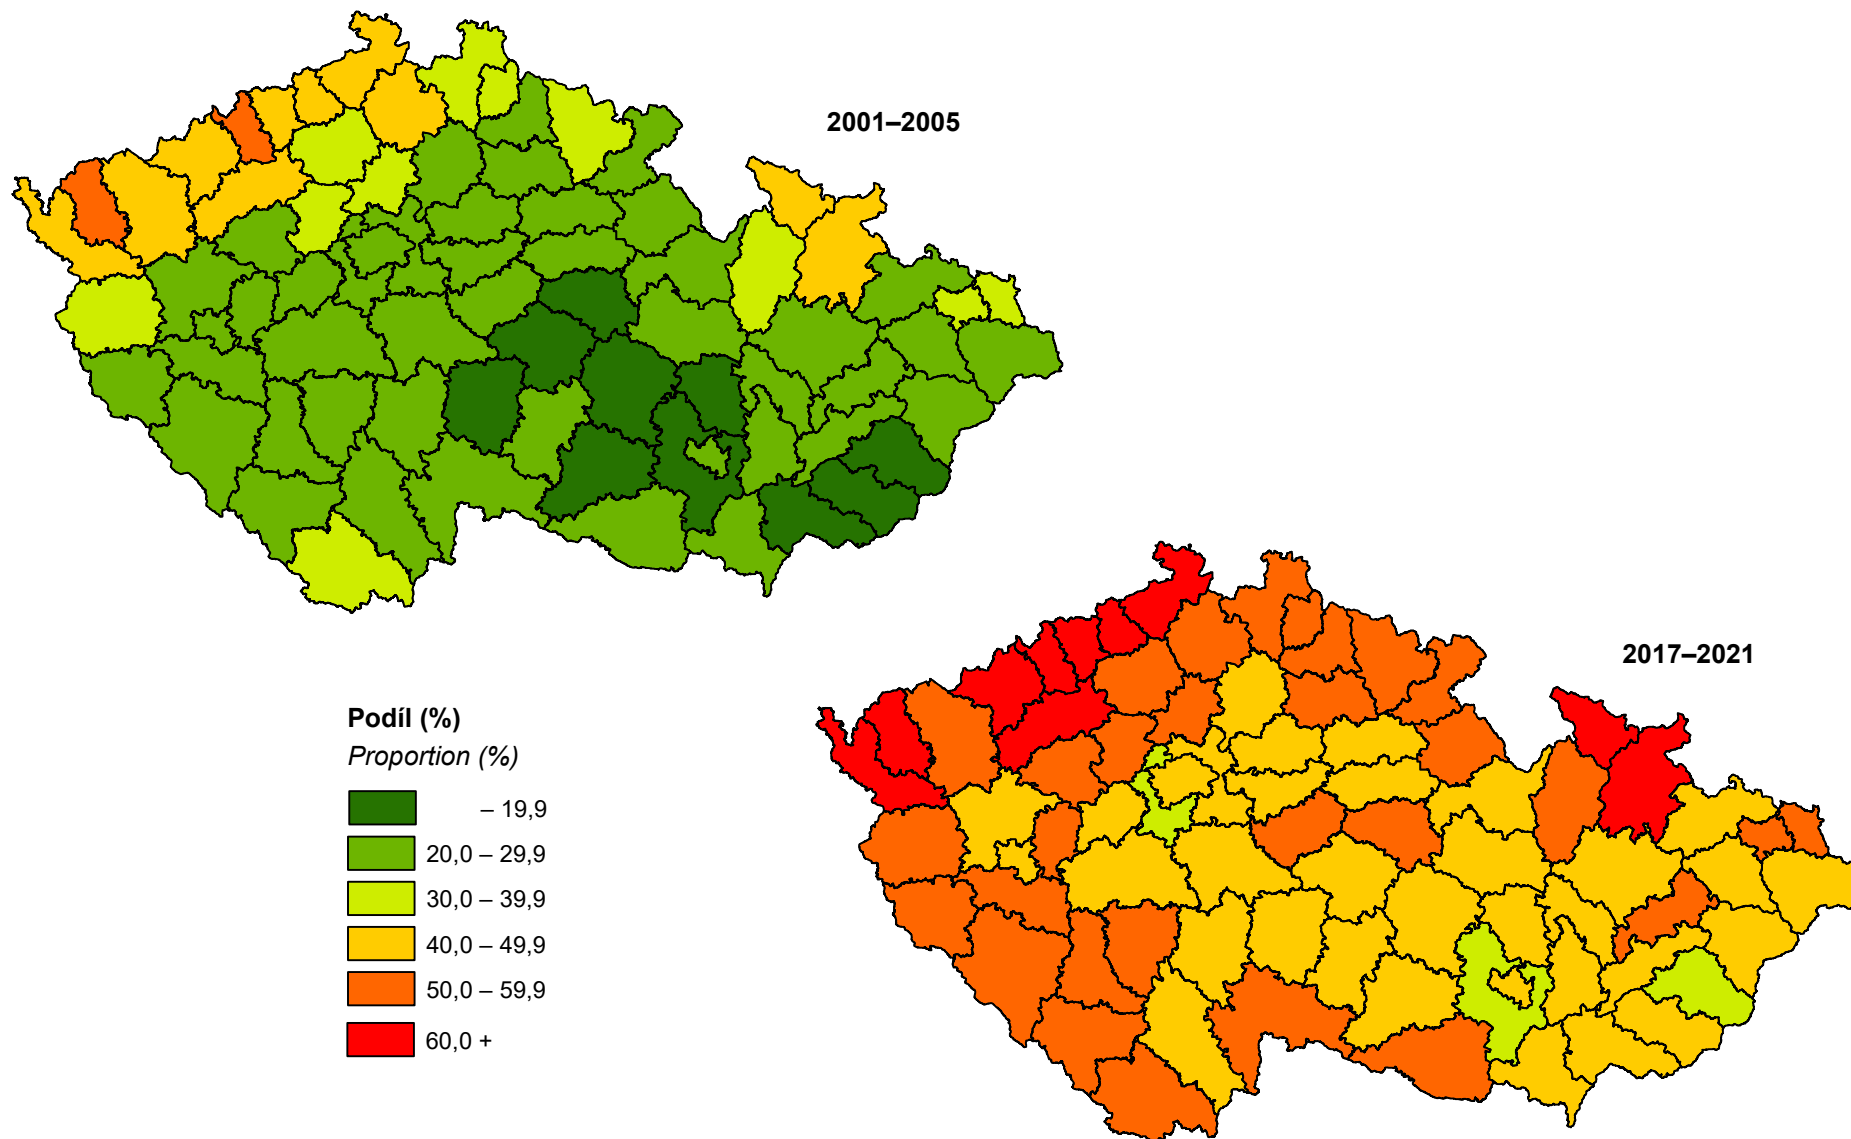 2001–2005
2017–2021
Podíl (%)
Proportion (%)
– 19,9
20,0 – 29,9
30,0 – 39,9
40,0 – 49,9
50,0 – 59,9
60,0 +